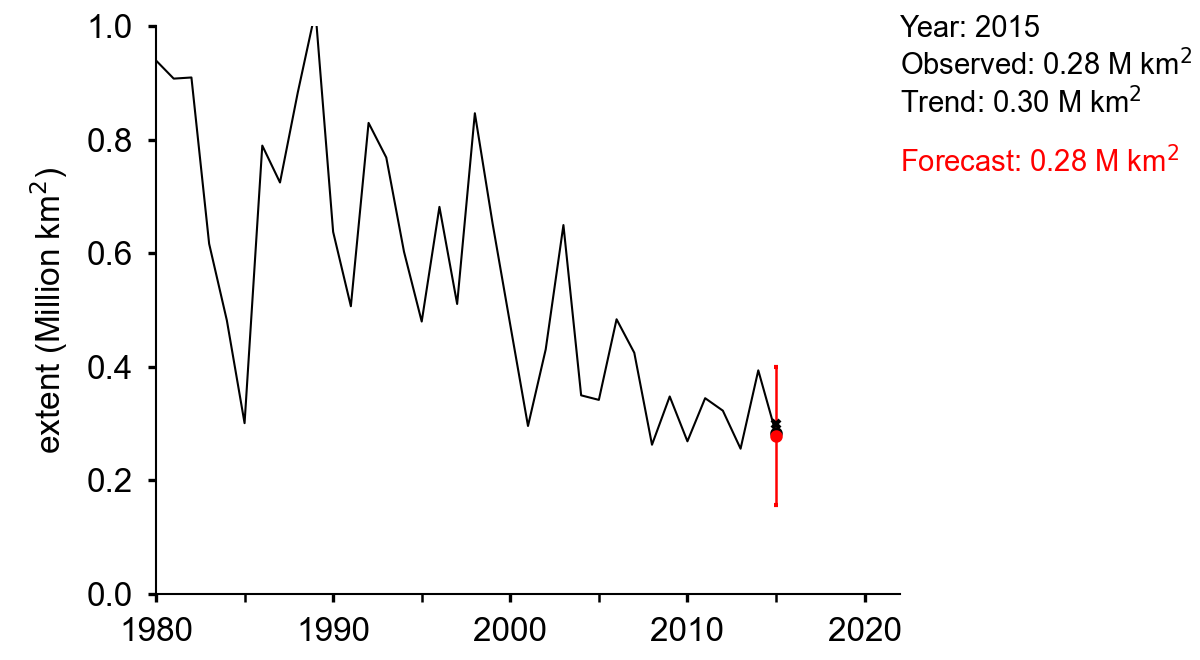 1.0
0.8
0.6
0.4
0.2
0.0
extent (Million km²)
1980 1990 2000 2010 2020
Year: 2015
Observed: 0.28 M km²
Trend: 0.30 M km²
Forecast: 0.28 M km²